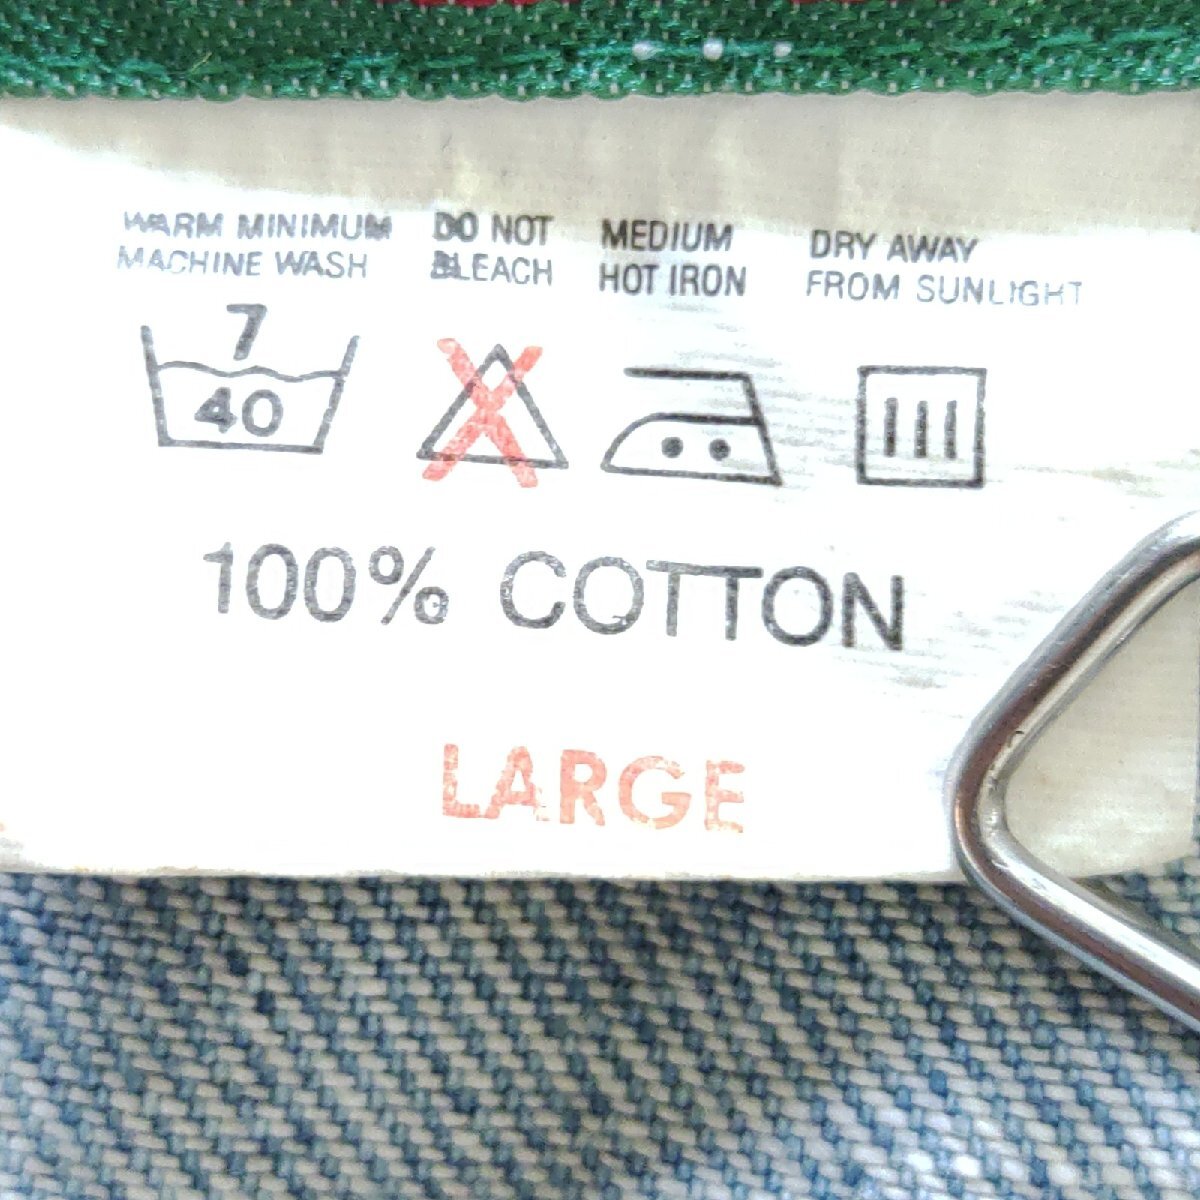 WARM MINIMUM
MACHINE WASH
DO NOT
BLEACH
MEDIUM
HOT IRON
DRY AWAY
FROM SUNLIGHT
7
40
100% COTTON
LARGE